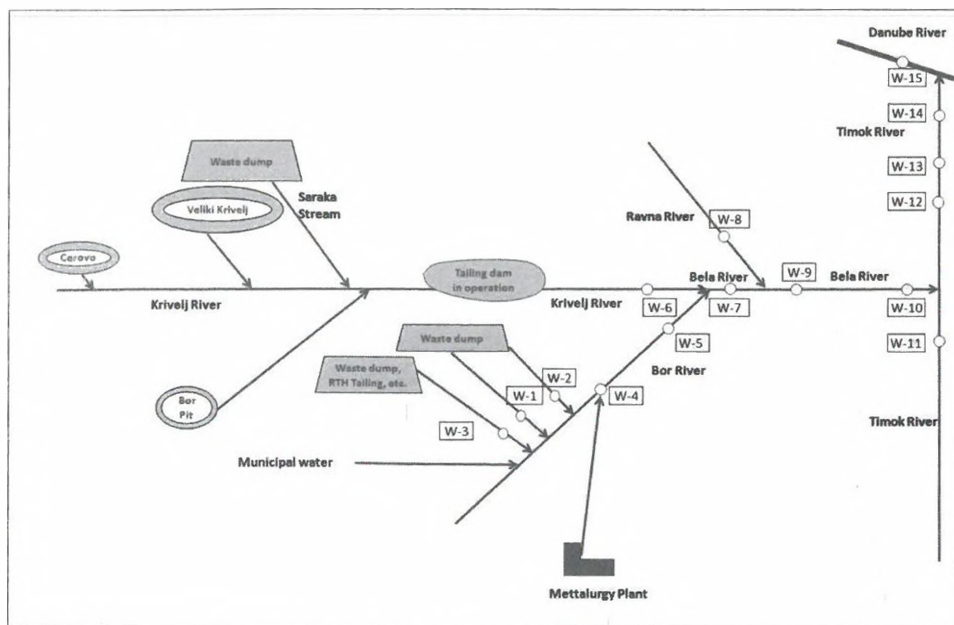 Danube River
W-15
W-14
Timok River
W-13
W-12
Waste dump
Saraka
Stream
Veliki Krivelj
Ravna River
W-8
Cerova
Tailing dam
in operation
Bela River
W-9
Bela River
Krivelj River
Krivelj River
W-6
W-7
W-10
W-11
Waste dump
W-5
Bor River
Waste dump,
RTH Tailing, etc.
W-2
W-1
W-4
Bor
Pit
W-3
Timok River
Municipal water
Mettalurgy Plant